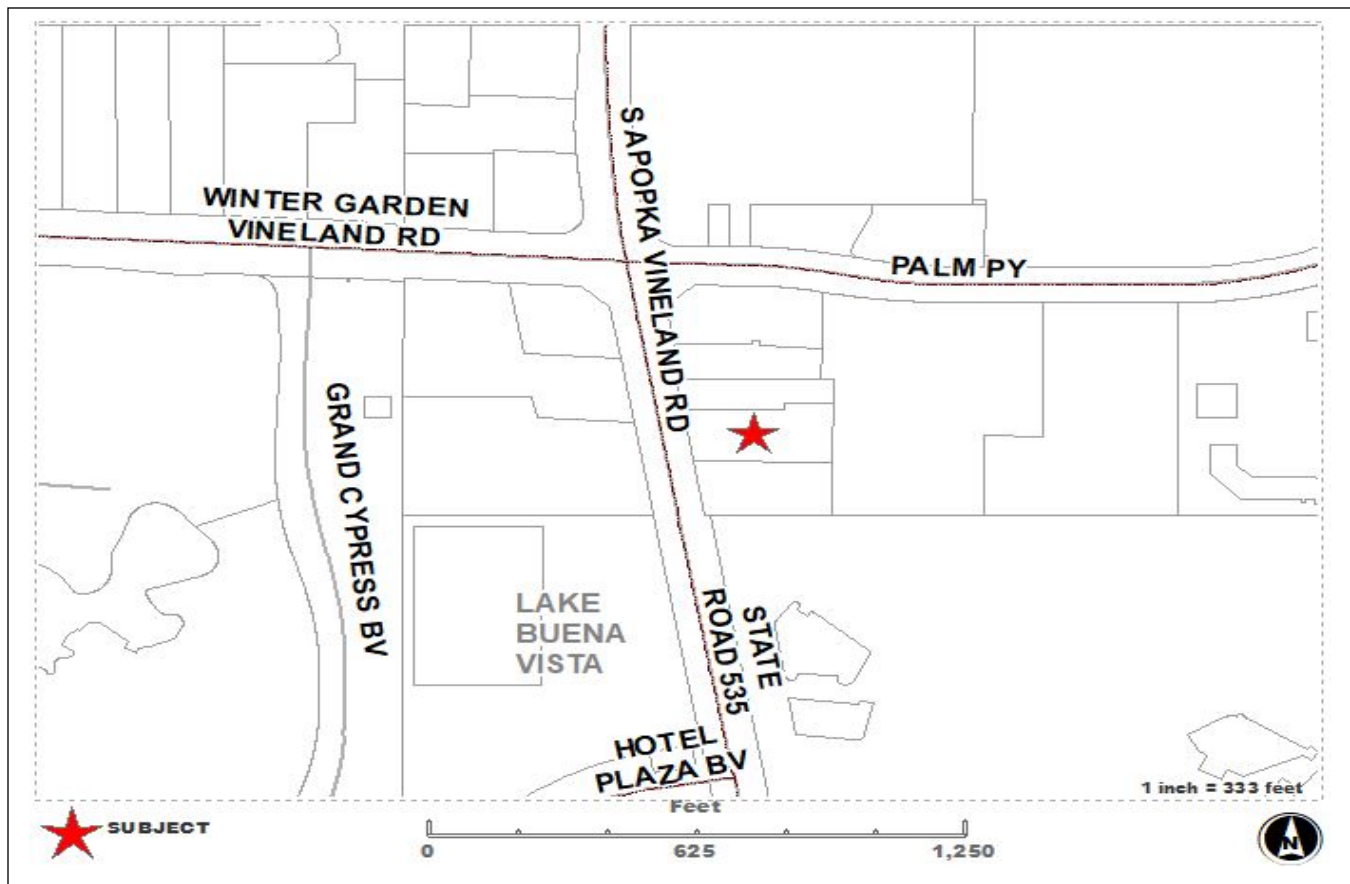 S APOPKA VINELAND RD
WINTER GARDEN
VINELAND RD
PALM PY
GRAND CYPRESS BV
LAKE
BUENA
VISTA
STATE
ROAD 535
HOTEL
PLAZA BV
1 inch = 333 feet
SUBJECT
Feet
0 625 1,250
N